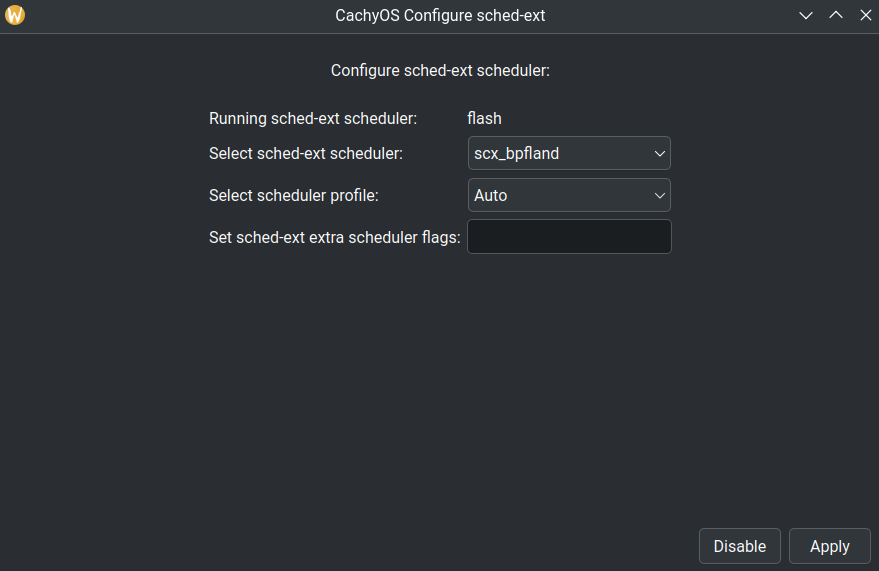 W
CachyOS Configure sched-ext
Configure sched-ext scheduler:
Running sched-ext scheduler: flash
Select sched-ext scheduler: scx_bpfland
Select scheduler profile: Auto
Set sched-ext extra scheduler flags:
Disable Apply